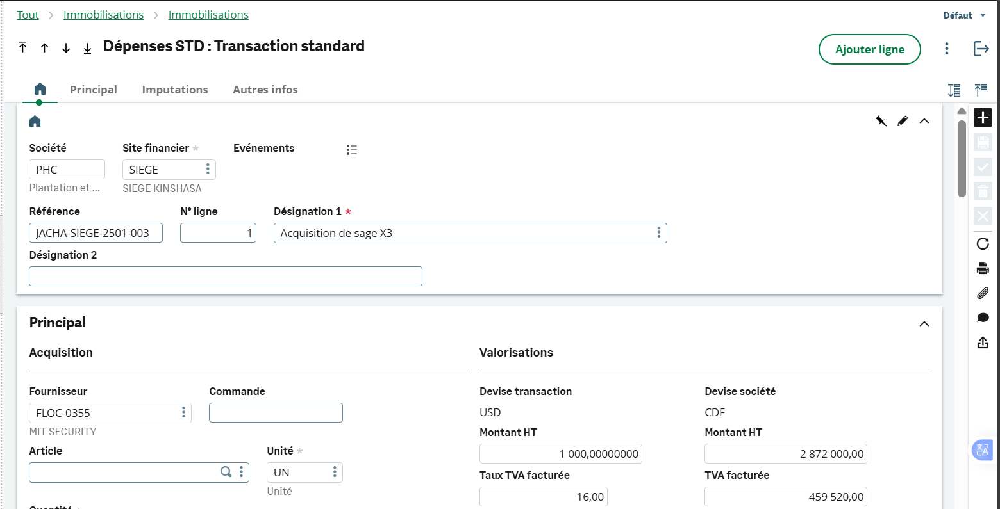 Tout > Immobilisations > Immobilisations
Défaut
Dépenses STD : Transaction standard
Ajouter ligne
Principal Imputations Autres infos
Société Site financier * Evénements
PHC SIEGE
Plantation et ... SIEGE KINSHASA
Référence N° ligne Désignation 1 *
JACHA-SIEGE-2501-003 1 Acquisition de sage X3
Désignation 2
Principal
Acquisition Valorisations
Fournisseur Commande Devise transaction Devise société
FLOC-0355 USD CDF
MIT SECURITY Montant HT Montant HT
Article Unité * 1 000,00000000 2 872 000,00
UN Taux TVA facturée TVA facturée
Unité 16,00 459 520,00